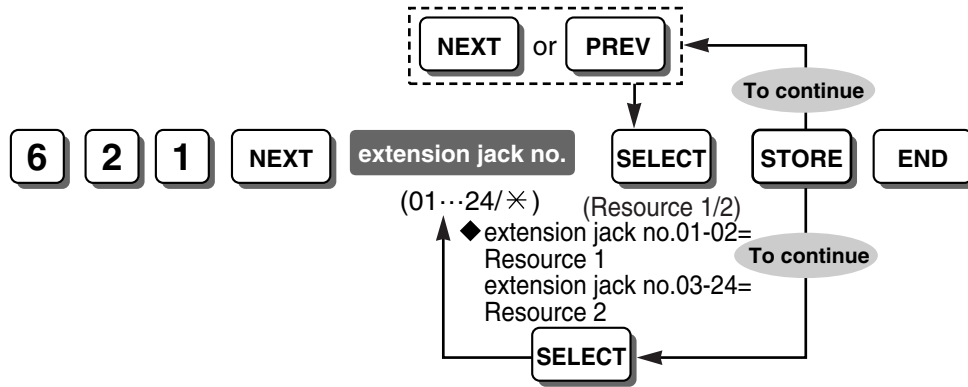 NEXT or PREV
To continue
6 2 1 NEXT extension jack no. SELECT STORE END
(01···24/✳) (Resource 1/2)
◆extension jack no.01-02=
Resource 1
extension jack no.03-24=
Resource 2
To continue
SELECT